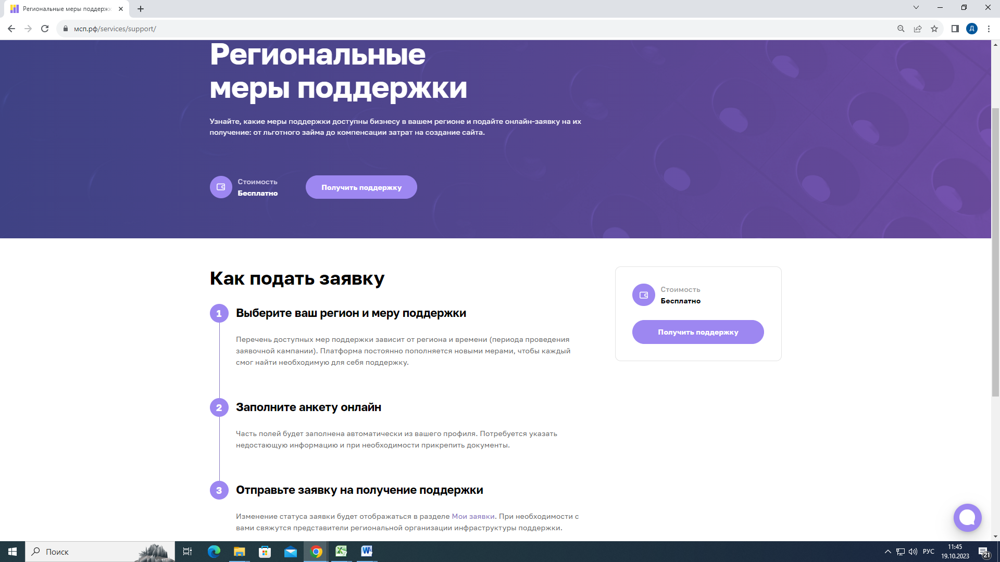 Региональные меры поддержк
мсп.рф/services/support/
Д
Региональные
меры поддержки
Узнайте, какие меры поддержки доступны бизнесу в вашем регионе и подайте онлайн-заявку на их
получение: от льготного займа до компенсации затрат на создание сайта.
Стоимость
Бесплатно
Получить поддержку
Как подать заявку
1
Выберите ваш регион и меру поддержки
Перечень доступных мер поддержки зависит от региона и времени (периода проведения
заявочной кампании). Платформа постоянно пополняется новыми мерами, чтобы каждый
смог найти необходимую для себя поддержку.
Стоимость
Бесплатно
Получить поддержку
2
Заполните анкету онлайн
Часть полей будет заполнена автоматически из вашего профиля. Потребуется указать
недостающую информацию и при необходимости прикрепить документы.
3
Отправьте заявку на получение поддержки
Изменение статуса заявки будет отображаться в разделе Мои заявки. При необходимости с
вами свяжутся представители региональной организации инфраструктуры поддержки.
Поиск
РУС
11:45
19.10.2023
21